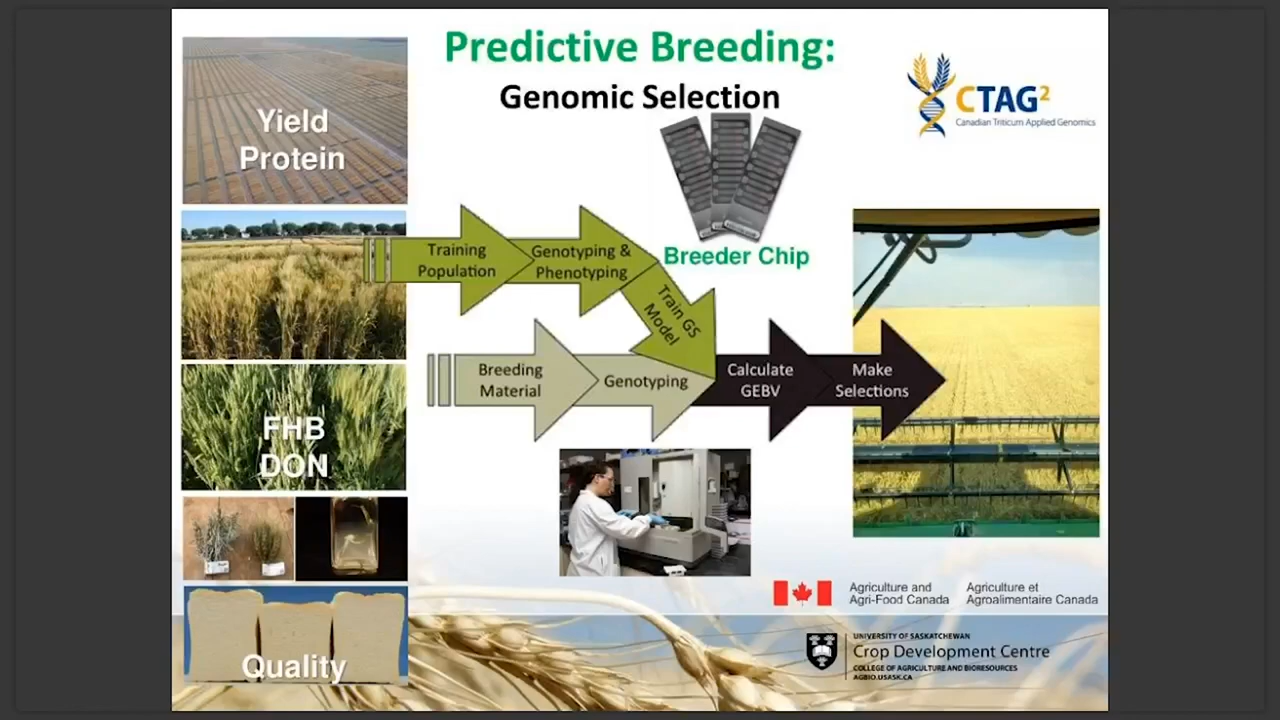 Predictive Breeding:
Genomic Selection
CTAG²
Canadian Triticum Applied Genomics
Yield
Protein
Breeder Chip
Training
Population
Genotyping &
Phenotyping
Train GS
Model
Breeding
Material
Genotyping
Calculate
GEBV
Make
Selections
FHB
DON
Quality
Agriculture and
Agri-Food Canada
Agriculture et
Agroalimentaire Canada
UNIVERSITY OF SASKATCHEWAN
Crop Development Centre
COLLEGE OF AGRICULTURE AND BIORESOURCES
AGBIO.USASK.CA